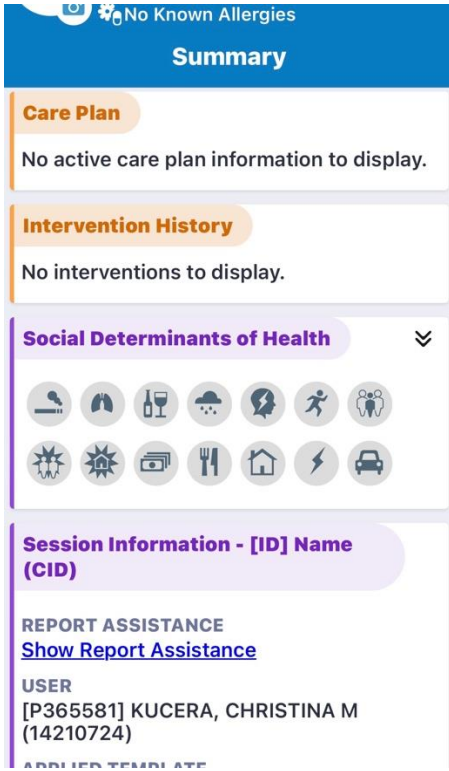 No Known Allergies
Summary
Care Plan
No active care plan information to display.
Intervention History
No interventions to display.
Social Determinants of Health
Session Information - [ID] Name
(CID)
REPORT ASSISTANCE
Show Report Assistance
USER
[P365581] KUCERA, CHRISTINA M
(14210724)
APPLIED TEMPLATE